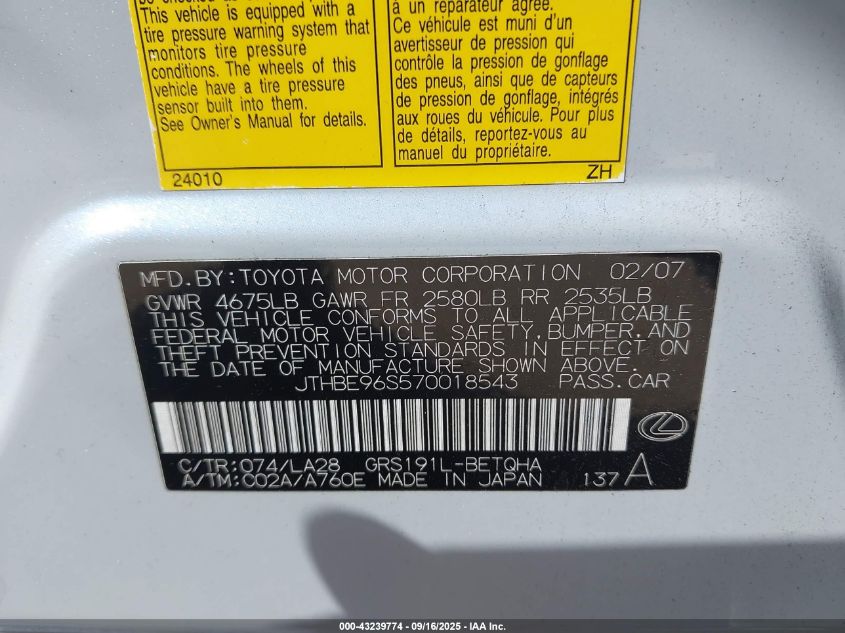 This vehicle is equipped with a
tire pressure warning system that
monitors tire pressure
conditions. The wheels of this
vehicle have a tire pressure
sensor built into them.
See Owner's Manual for details.
24010
à un réparateur agréé.
Ce véhicule est muni d'un
avertisseur de pression qui
contrôle la pression de gonflage
des pneus, ainsi que de capteurs
de pression de gonflage, intégrés
aux roues du véhicule. Pour plus
de détails, reportez-vous au
manuel du propriétaire.
ZH
MFD.BY:TOYOTA MOTOR CORPORATION 02/07
GVWR 4675LB GAWR FR 2580LB RR 2535LB
THIS VEHICLE CONFORMS TO ALL APPLICABLE
FEDERAL MOTOR VEHICLE SAFETY,BUMPER,AND
THEFT PREVENTION STANDARDS IN EFFECT ON
THE DATE OF MANUFACTURE SHOWN ABOVE.
JTHBE96S570018543 PASS.CAR
C/TR:074/LA28 GRS191L-BETQHA
A/TM:C02A/A760E MADE IN JAPAN 137 A
000-43239774 - 09/16/2025 - IAA Inc.